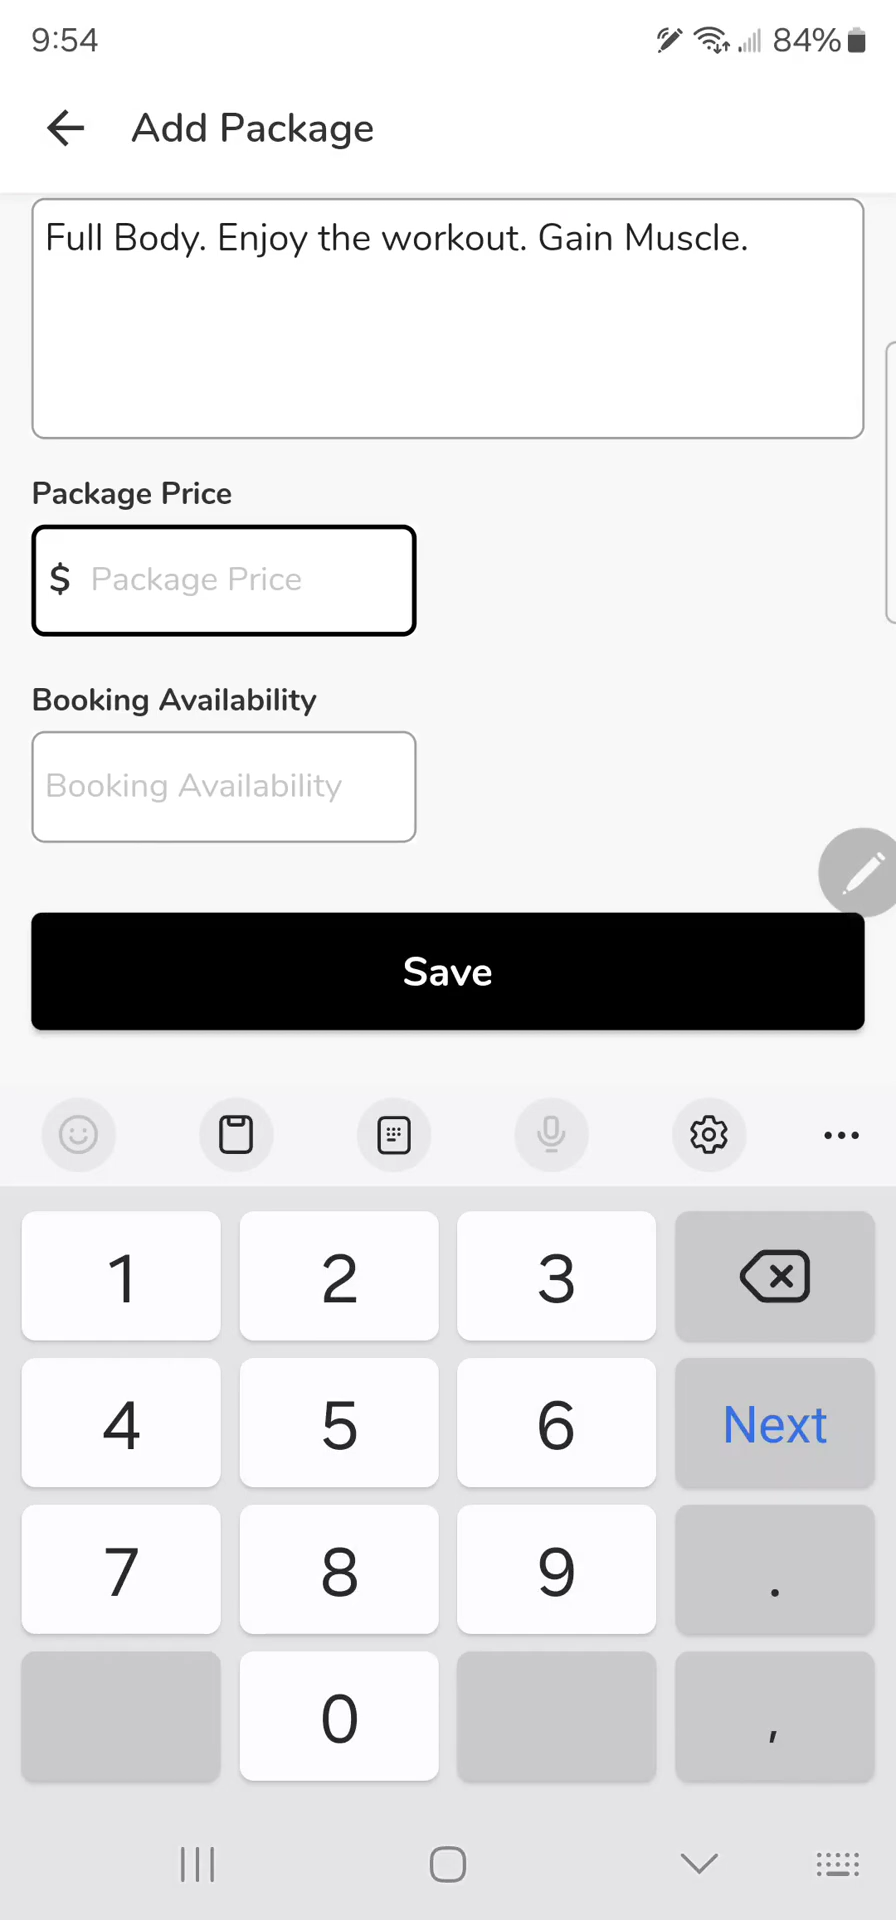 9:54 84%
Add Package
Full Body. Enjoy the workout. Gain Muscle.
Package Price
$ Package Price
Booking Availability
Booking Availability
Save
1 2 3
4 5 6 Next
7 8 9 .
0 ,